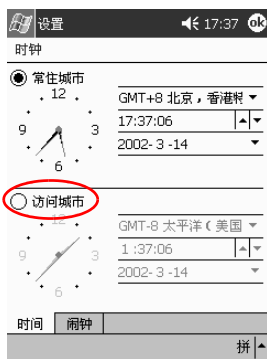 设置 17:37 ok
时钟
常住城市
12
9 3
6
GMT+8 北京，香港特
17:37:06
2002- 3 -14
访问城市
12
9 3
6
GMT-8 太平洋 ( 美国
1 :37:06
2002- 3 -14
时间 闹钟
拼